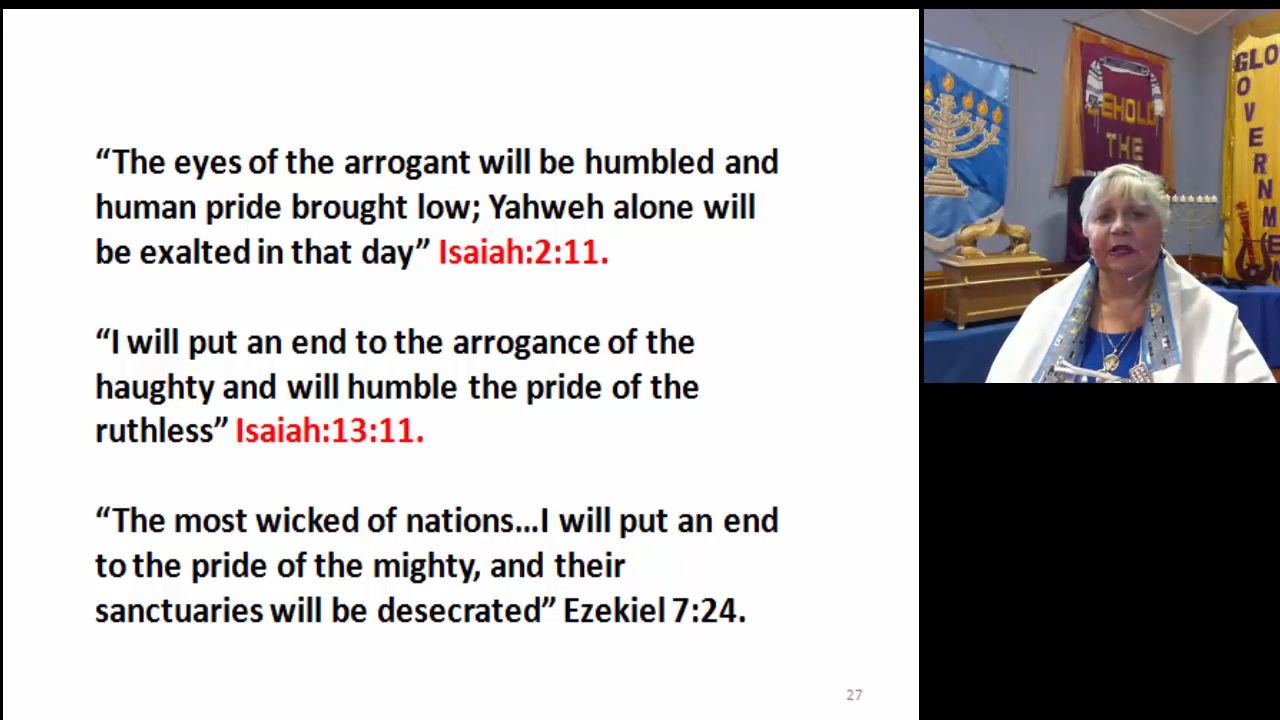 “The eyes of the arrogant will be humbled and
human pride brought low; Yahweh alone will
be exalted in that day” Isaiah:2:11.
“I will put an end to the arrogance of the
haughty and will humble the pride of the
ruthless” Isaiah:13:11.
“The most wicked of nations...I will put an end
to the pride of the mighty, and their
sanctuaries will be desecrated” Ezekiel 7:24.
27
THE
GLO
OVERNMEN